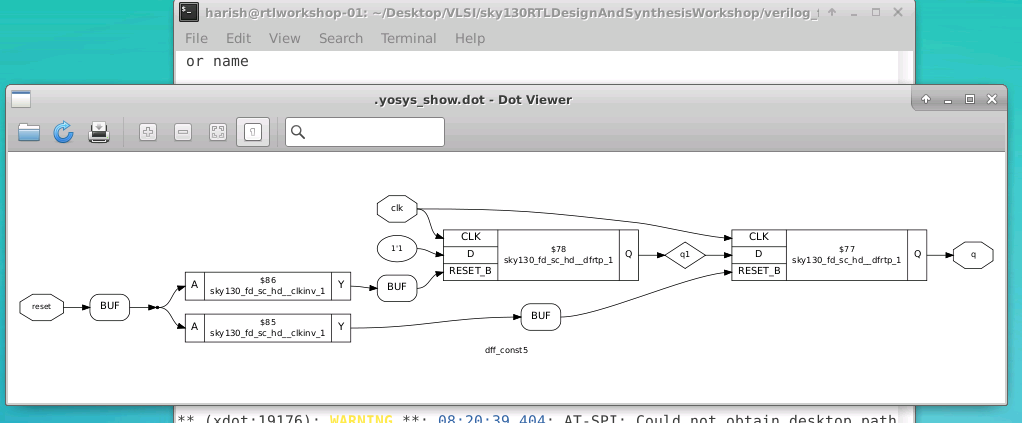 harish@rtlworkshop-01: ~/Desktop/VLSI/sky130RTLDesignAndSynthesisWorkshop/verilog_
File Edit View Search Terminal Help
or name
.yosys_show.dot - Dot Viewer
clk
1'1
CLK
D
RESET_B
$78
sky130_fd_sc_hd__dfrtp_1
Q
q1
CLK
D
RESET_B
$77
sky130_fd_sc_hd__dfrtp_1
Q
q
reset
BUF
A
$86
sky130_fd_sc_hd__clkinv_1
Y
BUF
A
$85
sky130_fd_sc_hd__clkinv_1
Y
BUF
dff_const5
** (xdot:19176): WARNING **: 08:20:39.404: AT-SPI: Could not obtain desktop path